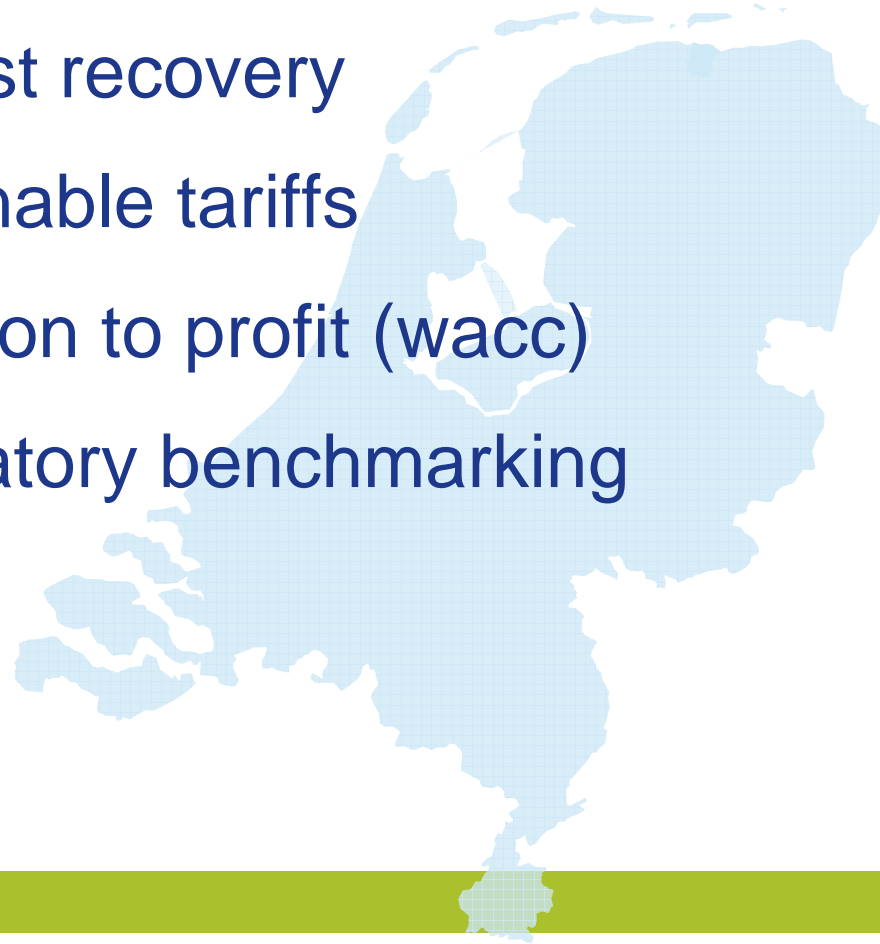 st recovery
nable tariffs
on to profit (wacc)
atory benchmarking